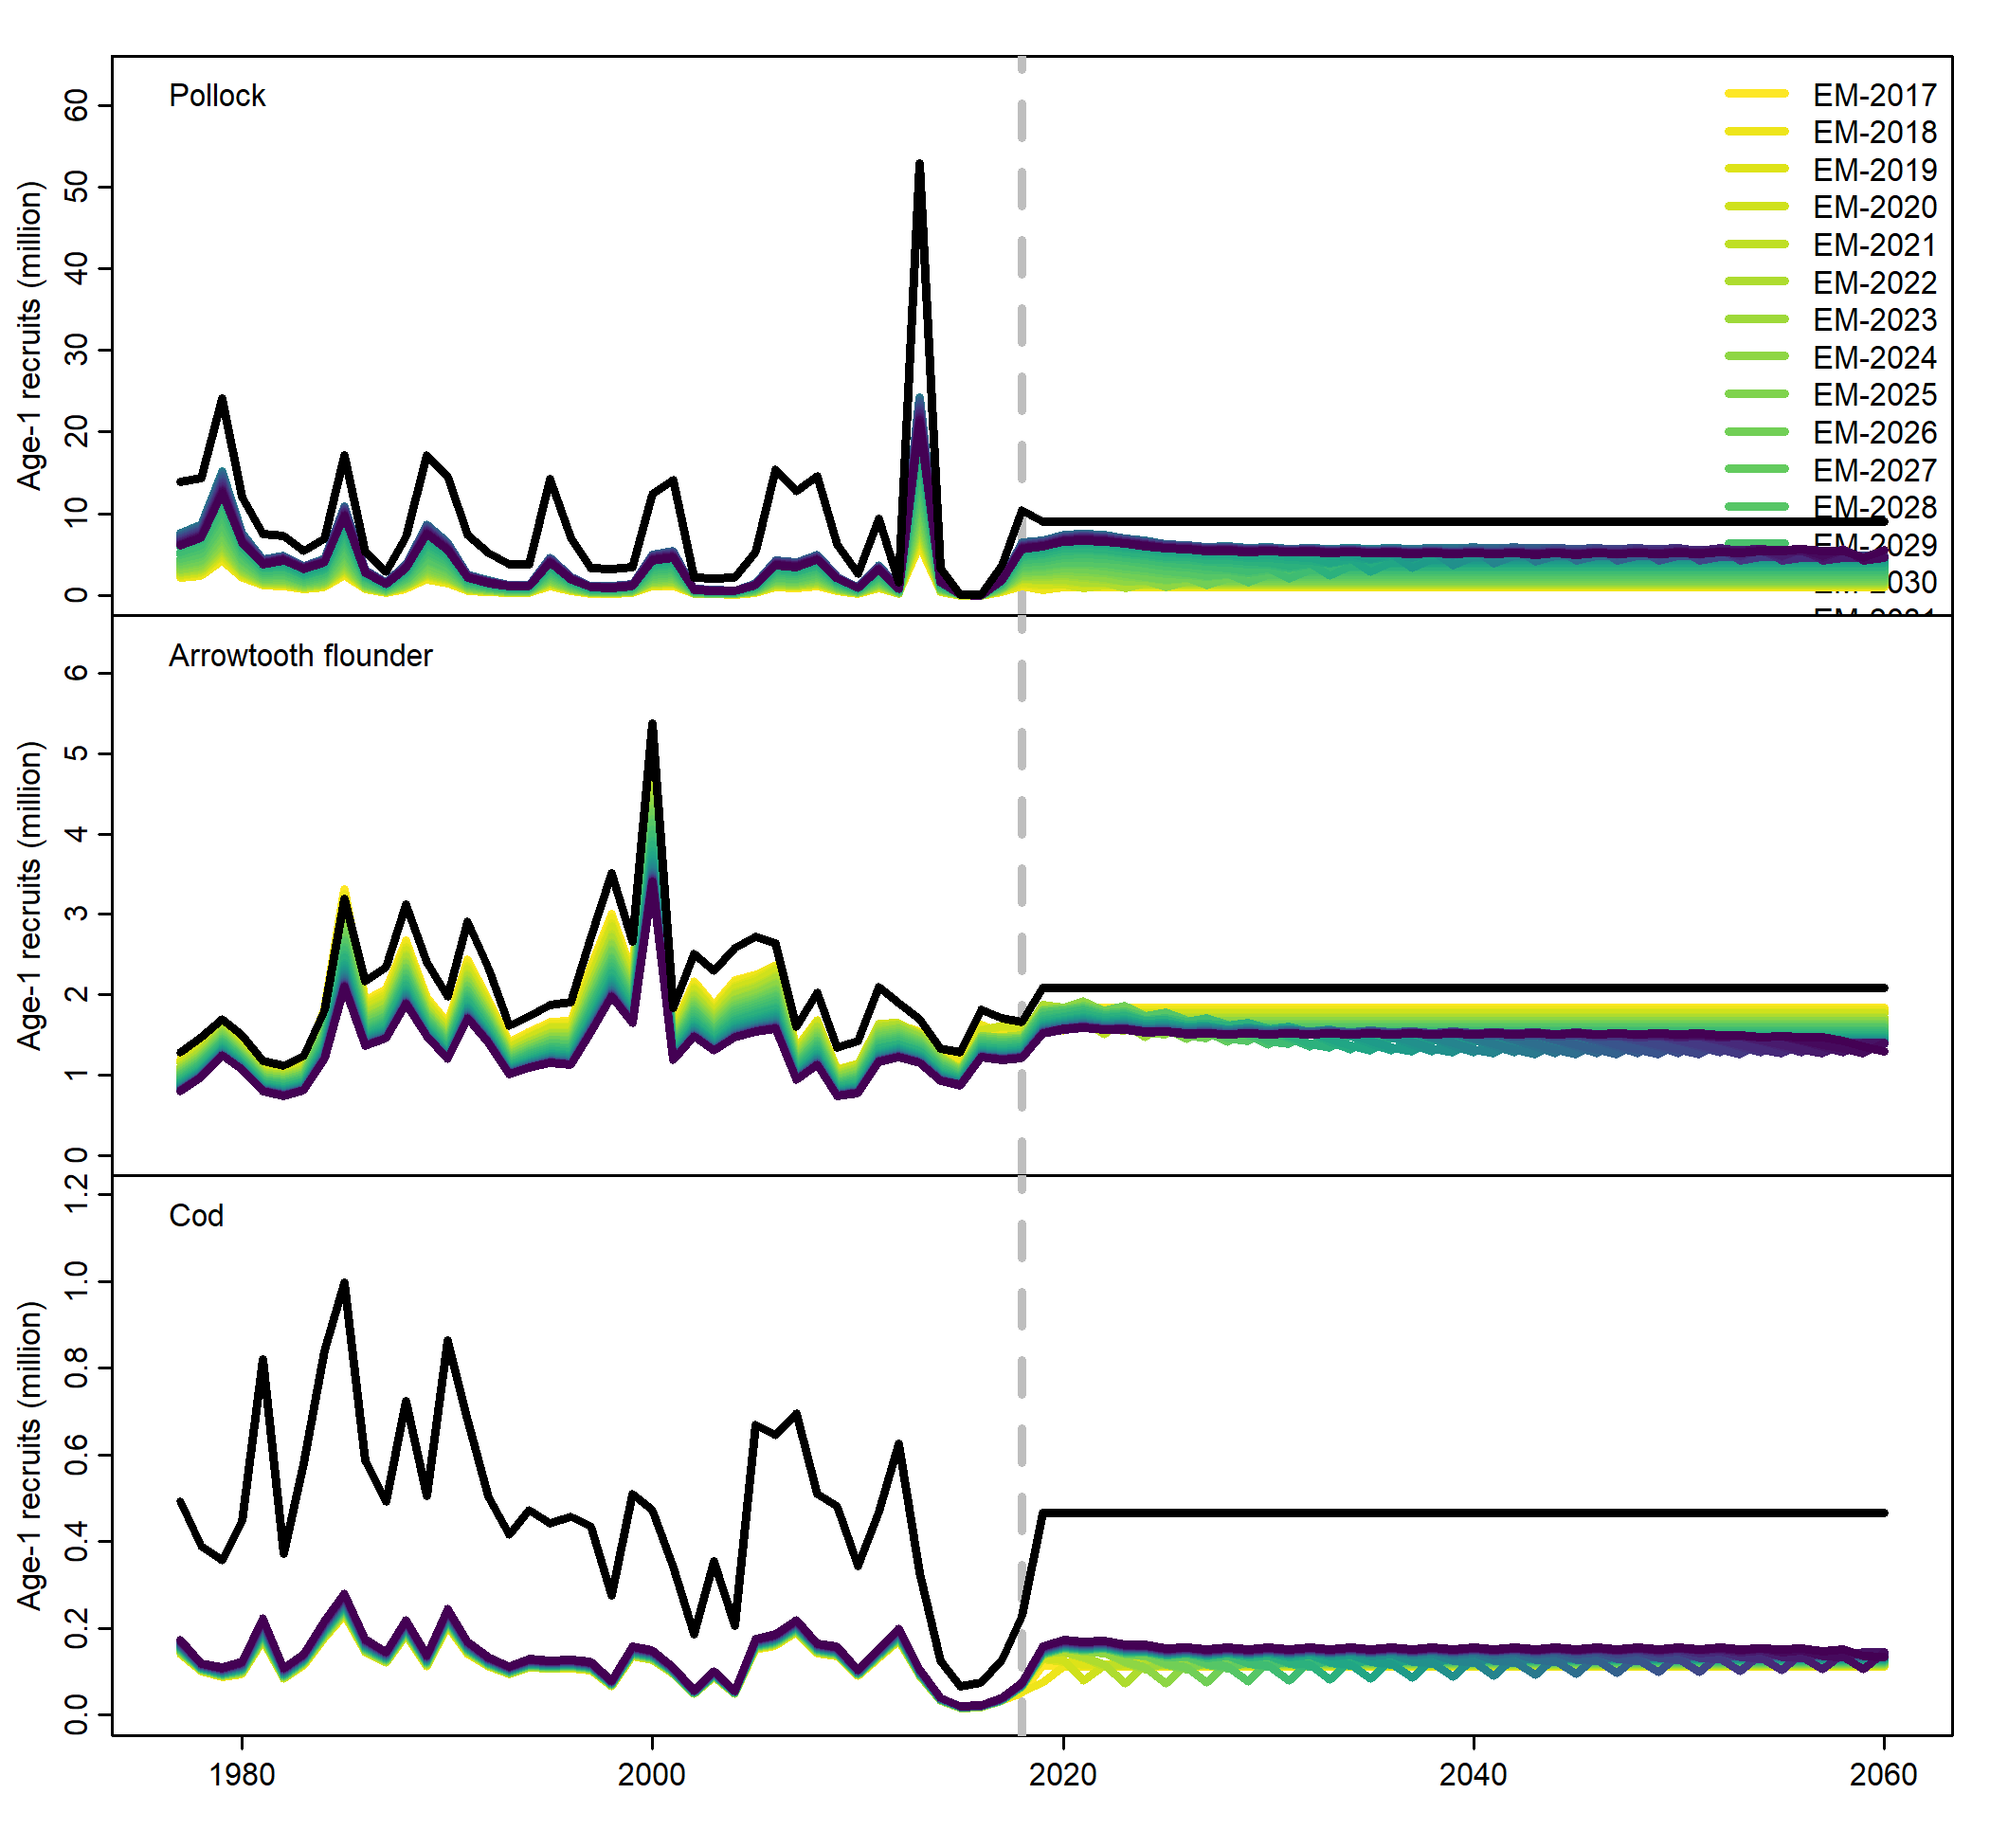 Pollock
Age-1 recruits (million)
60
50
40
30
20
10
0
EM-2017
EM-2018
EM-2019
EM-2020
EM-2021
EM-2022
EM-2023
EM-2024
EM-2025
EM-2026
EM-2027
EM-2028
EM-2029
2030
Arrowtooth flounder
Age-1 recruits (million)
6
5
4
3
2
1
0
Cod
Age-1 recruits (million)
1.2
1.0
0.8
0.6
0.4
0.2
0.0
1980 2000 2020 2040 2060